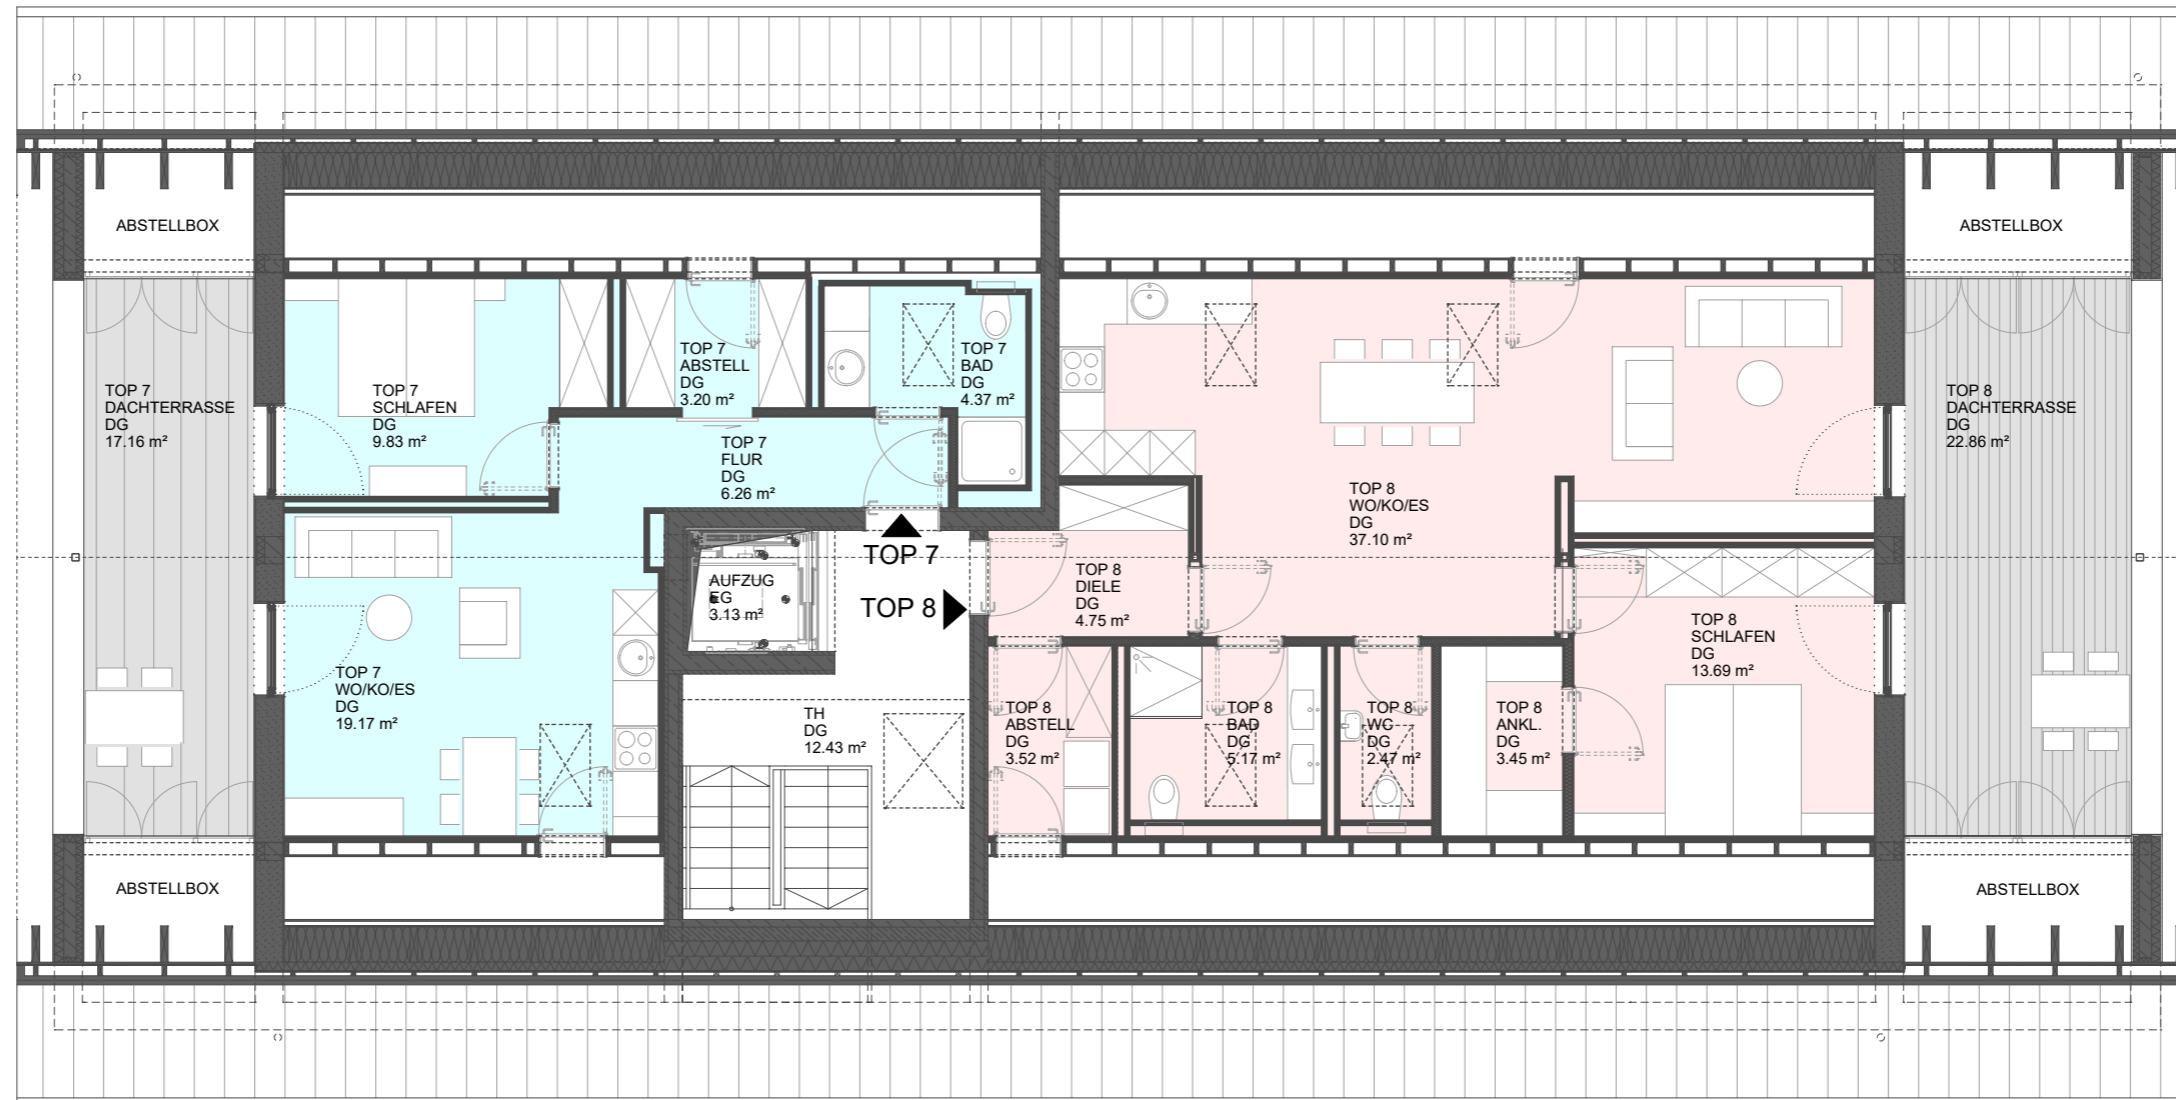 ABSTELLBOX
ABSTELLBOX
TOP 7
DACHTERRASSE
DG
17.16 m²
TOP 7
SCHLAFEN
DG
9.83 m²
TOP 7
ABSTELL
DG
3.20 m²
TOP 7
BAD
DG
4.37 m²
TOP 7
FLUR
DG
6.26 m²
TOP 8
WO/KO/ES
DG
37.10 m²
TOP 8
DACHTERRASSE
DG
22.86 m²
TOP 7
TOP 8
AUFZUG
EG
3.13 m²
TOP 8
DIELE
DG
4.75 m²
TOP 8
SCHLAFEN
DG
13.69 m²
TOP 7
WO/KO/ES
DG
19.17 m²
TH
DG
12.43 m²
TOP 8
ABSTELL
DG
3.52 m²
TOP 8
BAD
DG
5.17 m²
TOP 8
WC
DG
2.47 m²
TOP 8
ANKL.
DG
3.45 m²
ABSTELLBOX
ABSTELLBOX